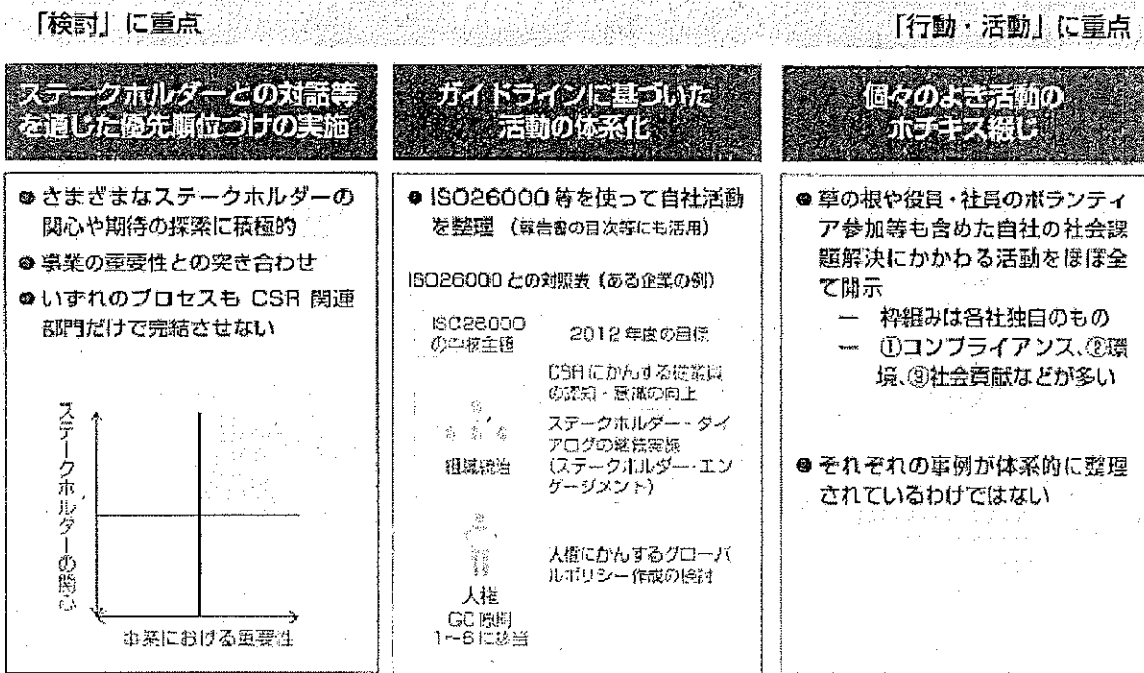 「検討」に重点
「行動・活動」に重点
ステークホルダーとの対話等
を通じた優先順位づけの実施
● さまざまなステークホルダーの
関心や期待の探索に積極的
● 事業の重要性との突き合わせ
● いずれのプロセスも CSR 関連
部門だけで完結させない
ステークホルダーの関心
事業における重要性
ガイドラインに基づいた
活動の体系化
● ISO26000 等を使って自社活動
を整理 (報告書の目次等にも活用)
ISO26000 との対照表 (ある企業の例)
ISO26000
の中核主題
2012 年度の目標
CSR にかんする従業員
の認知・意識の向上
ステークホルダー・ダイ
アログの継続実施
(ステークホルダー・エン
ゲージメント)
組織統治
人権にかんするグローバ
ルポリシー作成の検討
人権
GC 原則
1~6に該当
個々のよき活動の
ホチキス綴じ
● 草の根や役員・社員のボランティ
ア参加等も含めた自社の社会課
題解決にかかわる活動をほぼ全
て開示
― 枠組みは各社独自のもの
― ①コンプライアンス、②環
境、③社会貢献などが多い
● それぞれの事例が体系的に整理
されているわけではない